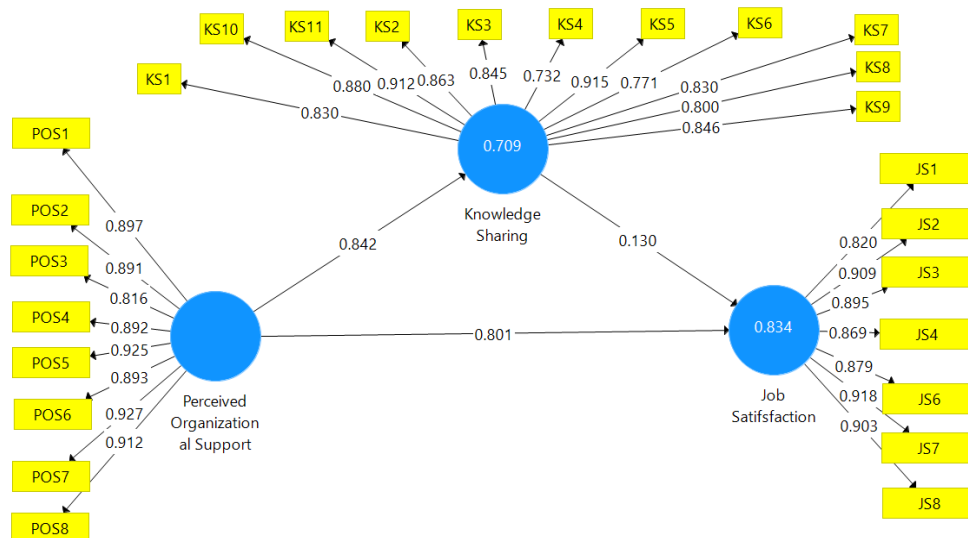 KS10
KS11
KS2
KS3
KS4
KS5
KS6
KS7
KS1
KS8
KS9
0.880
0.912
0.863
0.845
0.732
0.915
0.771
0.830
0.800
0.846
0.830
0.709
Knowledge
Sharing
POS1
POS2
POS3
POS4
POS5
POS6
POS7
POS8
0.897
0.891
0.816
0.892
0.925
0.893
0.927
0.912
Perceived
Organization
al Support
0.842
0.130
0.801
0.834
Job
Satifsfaction
0.820
0.909
0.895
0.869
0.879
0.918
0.903
JS1
JS2
JS3
JS4
JS6
JS7
JS8